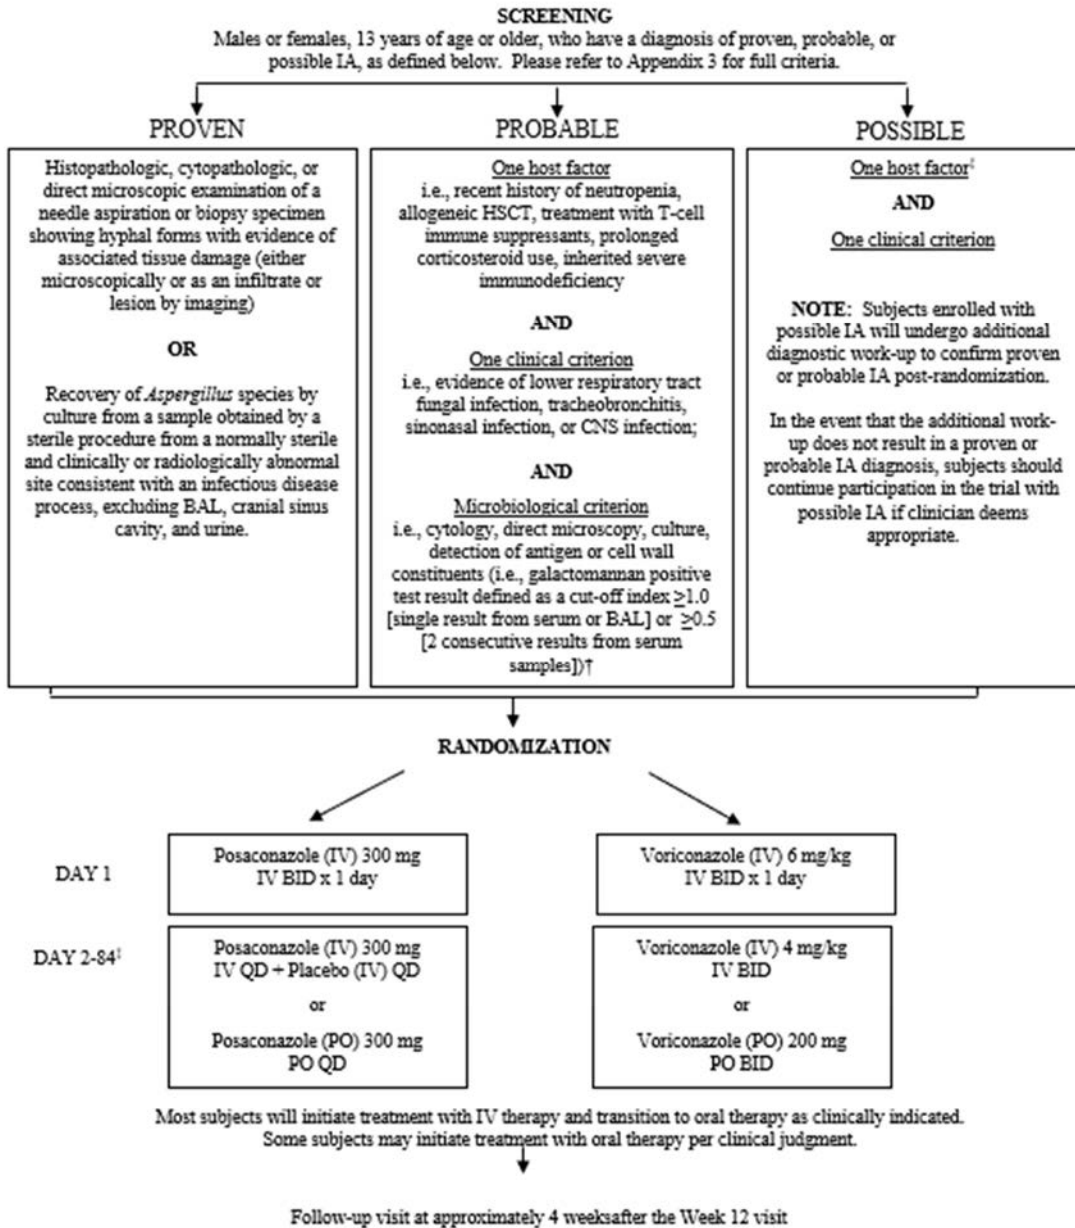 SCREENING
Males or females, 13 years of age or older, who have a diagnosis of proven, probable, or
possible IA, as defined below.  Please refer to Appendix 3 for full criteria.
PROVEN
Histopathologic, cytopathologic, or
direct microscopic examination of a
needle aspiration or biopsy specimen
showing hyphal forms with evidence of
associated tissue damage (either
microscopically or as an infiltrate or
lesion by imaging)
OR
Recovery of Aspergillus species by
culture from a sample obtained by a
sterile procedure from a normally sterile
and clinically or radiologically abnormal
site consistent with an infectious disease
process, excluding BAL, cranial sinus
cavity, and urine.
PROBABLE
One host factor
i.e., recent history of neutropenia,
allogeneic HSCT, treatment with T-cell
immune suppressants, prolonged
corticosteroid use, inherited severe
immunodeficiency
AND
One clinical criterion
i.e., evidence of lower respiratory tract
fungal infection, tracheobronchitis,
sinonasal infection, or CNS infection;
AND
Microbiological criterion
i.e., cytology, direct microscopy, culture,
detection of antigen or cell wall
constituents (i.e., galactomannan positive
test result defined as a cut-off index ≥1.0
[single result from serum or BAL] or ≥0.5
[2 consecutive results from serum
samples])†
POSSIBLE
One host factor‡
AND
One clinical criterion
NOTE:  Subjects enrolled with
possible IA will undergo additional
diagnostic work-up to confirm proven
or probable IA post-randomization.
In the event that the additional work-
up does not result in a proven or
probable IA diagnosis, subjects should
continue participation in the trial with
possible IA if clinician deems
appropriate.
RANDOMIZATION
DAY 1
Posaconazole (IV) 300 mg
IV BID x 1 day
Voriconazole (IV) 6 mg/kg
IV BID x 1 day
DAY 2-84‡
Posaconazole (IV) 300 mg
IV QD + Placebo (IV) QD
or
Posaconazole (PO) 300 mg
PO QD
Voriconazole (IV) 4 mg/kg
IV BID
or
Voriconazole (PO) 200 mg
PO BID
Most subjects will initiate treatment with IV therapy and transition to oral therapy as clinically indicated.
Some subjects may initiate treatment with oral therapy per clinical judgment.
Follow-up visit at approximately 4 weeksafter the Week 12 visit